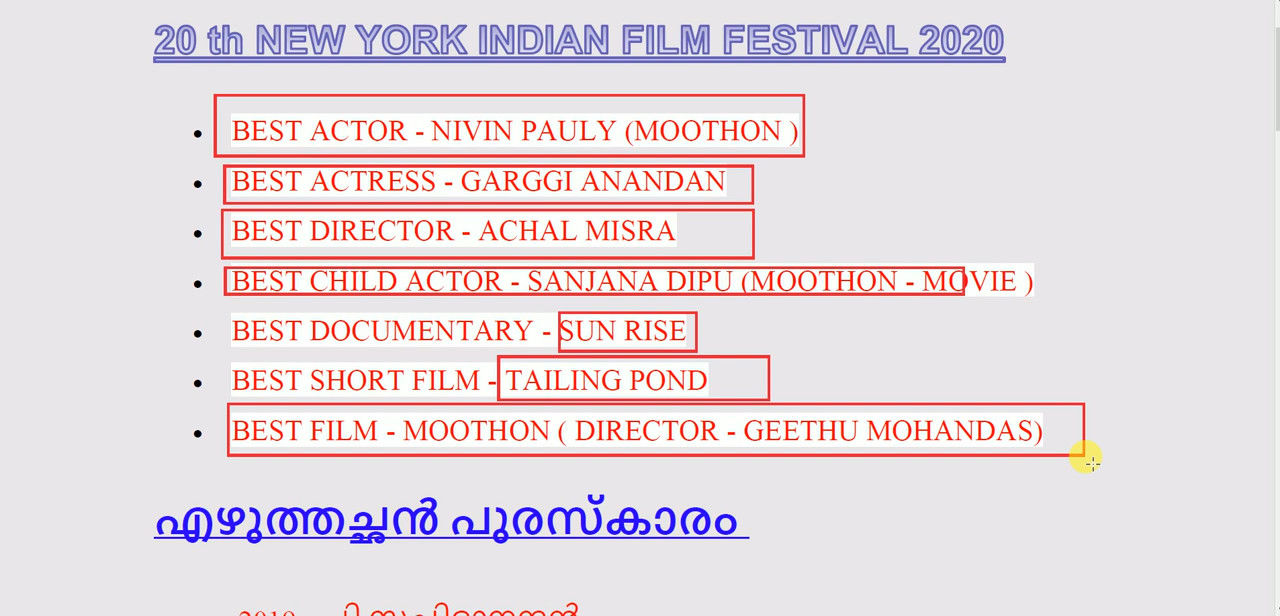 20 th NEW YORK INDIAN FILM FESTIVAL 2020
BEST ACTOR - NIVIN PAULY (MOOTHON )
BEST ACTRESS - GARGGI ANANDAN
BEST DIRECTOR - ACHAL MISRA
BEST CHILD ACTOR - SANJANA DIPU (MOOTHON - MOVIE )
BEST DOCUMENTARY - SUN RISE
BEST SHORT FILM - TAILING POND
BEST FILM - MOOTHON ( DIRECTOR - GEETHU MOHANDAS)
എഴുത്തച്ഛൻ പുരസ്കാരം